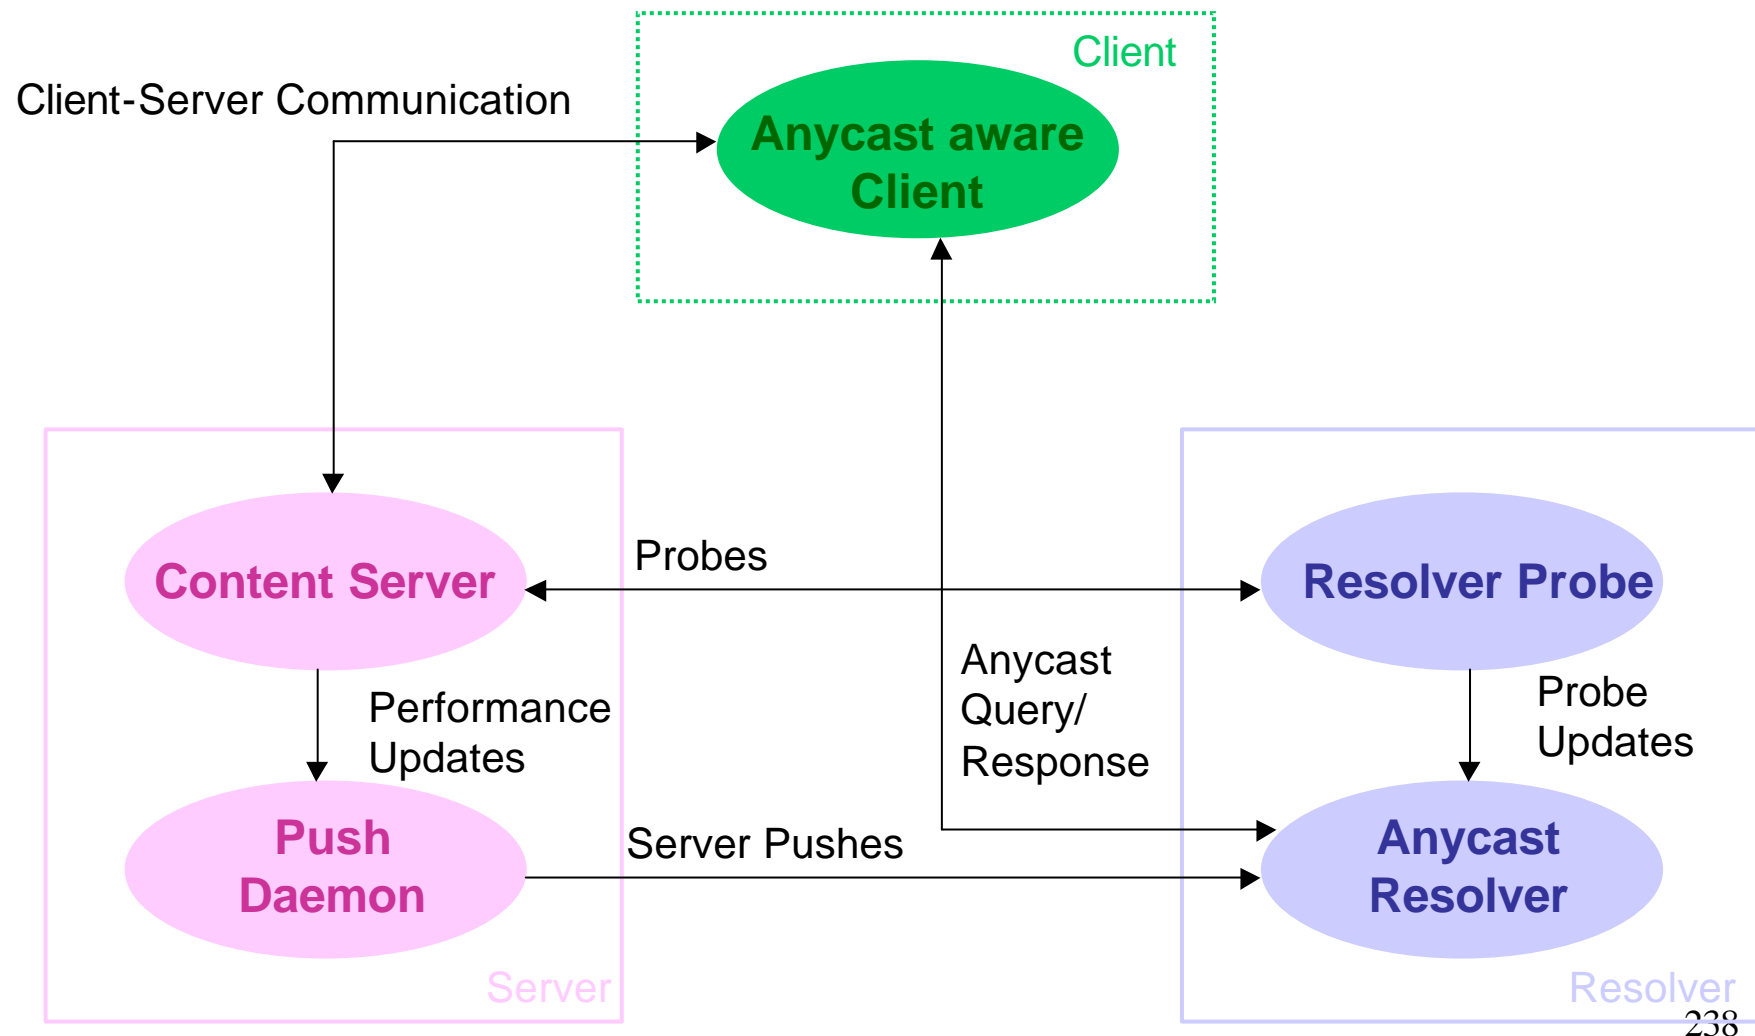 Client
Client-Server Communication
Anycast aware
Client
Probes
Content Server
Resolver Probe
Anycast
Query/
Response
Performance
Updates
Probe
Updates
Push
Daemon
Server Pushes
Anycast
Resolver
Server
Resolver
238